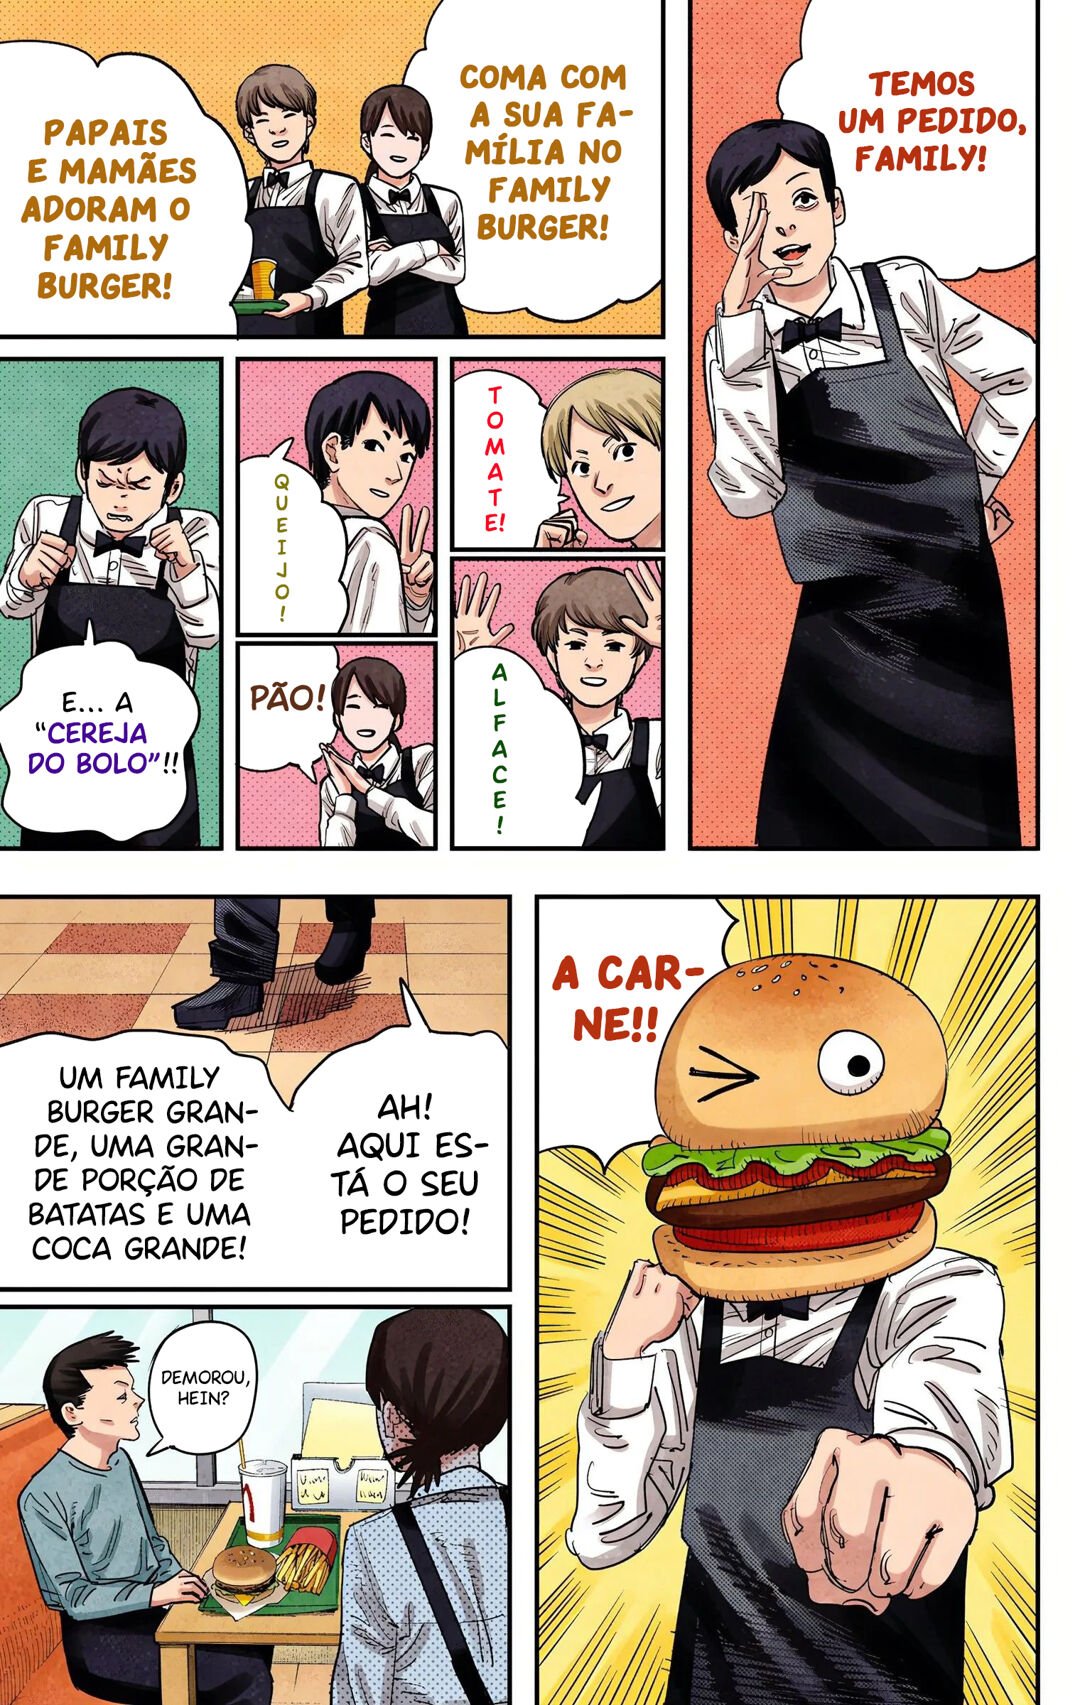 TEMOS
UM PEDIDO,
FAMILY!
COMA COM
A SUA FA-
MÍLIA NO
FAMILY
BURGER!
PAPAIS
E MAMÃES
ADORAM O
FAMILY
BURGER!
TOMATE!
ALFACE!
QUEIJO!
PÃO!
E... A
“CEREJA
DO BOLO”!!
A CAR-
NE!!
AH!
AQUI ES-
TÁ O SEU
PEDIDO!
UM FAMILY
BURGER GRAN-
DE, UMA GRAN-
DE PORÇÃO DE
BATATAS E UMA
COCA GRANDE!
DEMOROU,
HEIN?